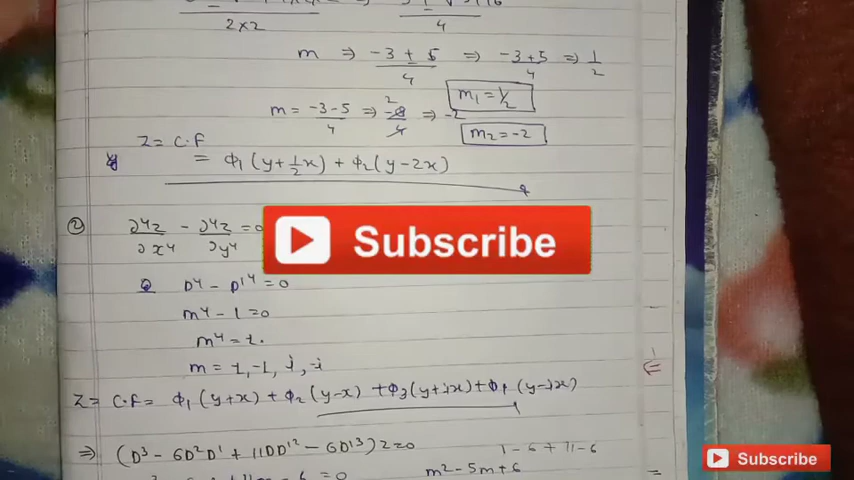 2×2
4
m ⇒ -3 ± 5/4 ⇒ -3+5/4 ⇒ 1/2
m = -3-5/4 ⇒ -8/4 ⇒ -2
m₁ = 1/2
m₂ = -2
Z = C.F
= Φ₁(y+½x) + Φ₂(y-2x)
② ∂⁴z/∂x⁴ - ∂⁴z/∂y⁴ = 0
Subscribe
D⁴ - D'⁴ = 0
m⁴ - 1 = 0
m⁴ = 1.
m = 1, -1, i, -i
Z = C.F = Φ₁(y+x) + Φ₂(y-x) + Φ₃(y+ix) + Φ₄(y-ix)
⇒ (D³ - 6D²D' + 11DD'² - 6D'³) z = 0
1-6+11-6
m² - 5m + 6
Subscribe